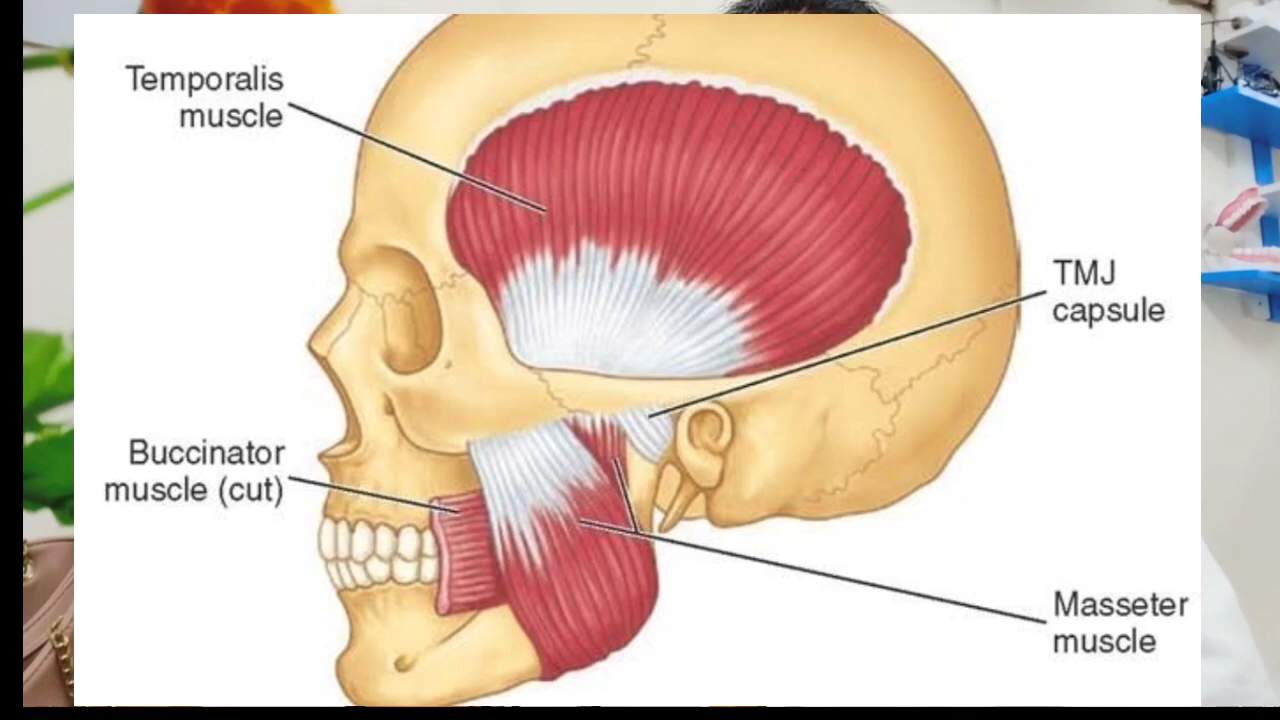 Temporalis
muscle
TMJ
capsule
Buccinator
muscle (cut)
Masseter
muscle